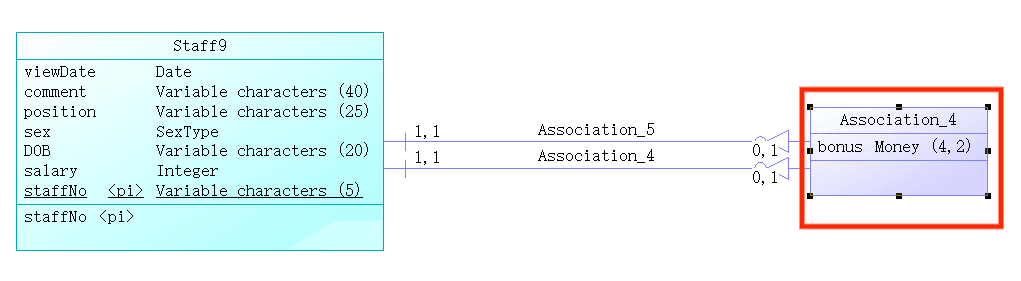 Staff9
viewDate Date
comment Variable characters (40)
position Variable characters (25)
sex SexType
DOB Variable characters (20)
salary Integer
staffNo <pi> Variable characters (5)
staffNo <pi>
1,1
Association_5
0,1
1,1
Association_4
0,1
Association_4
bonus Money (4,2)